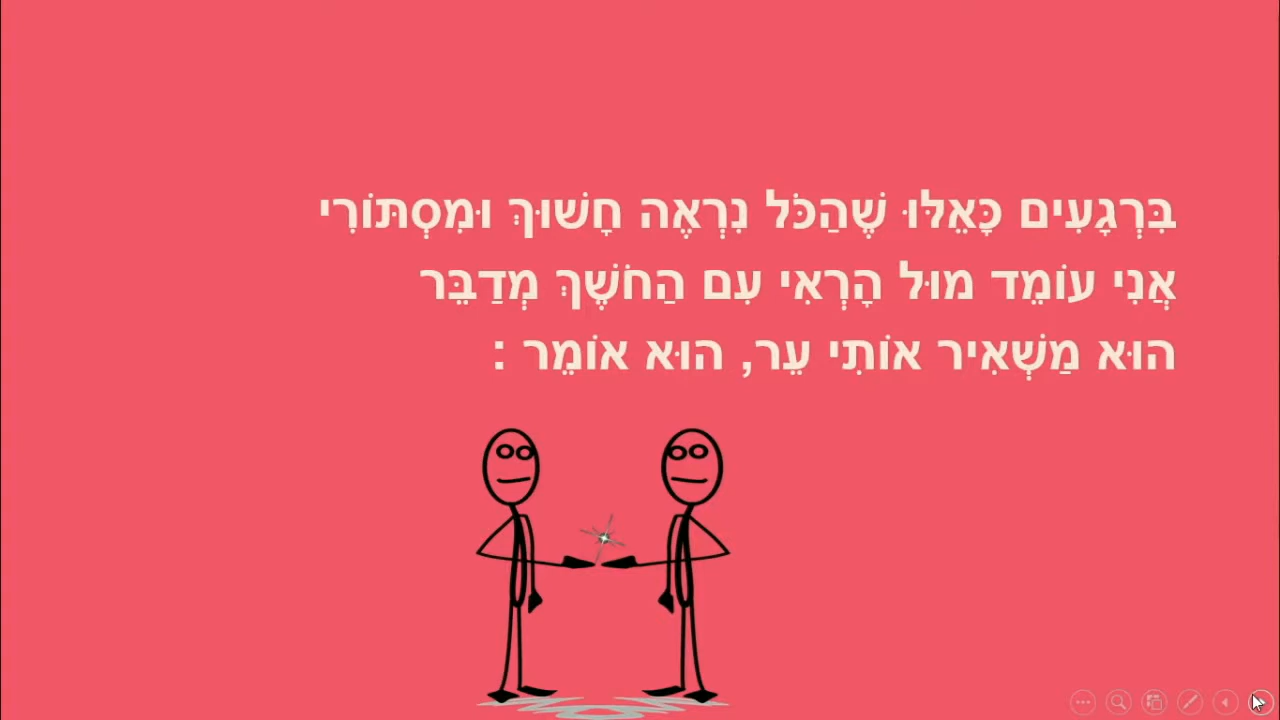 בִּרְגָעִים כָּאֵלּוּ שֶׁהַכֹּל נִרְאֶה חָשׁוּךְ וּמִסְתּוֹרִי
אֲנִי עוֹמֵד מוּל הָרְאִי עִם הַחֹשֶׁךְ מְדַבֵּר
הוּא מַשְׁאִיר אוֹתִי עֵר, הוּא אוֹמֵר :